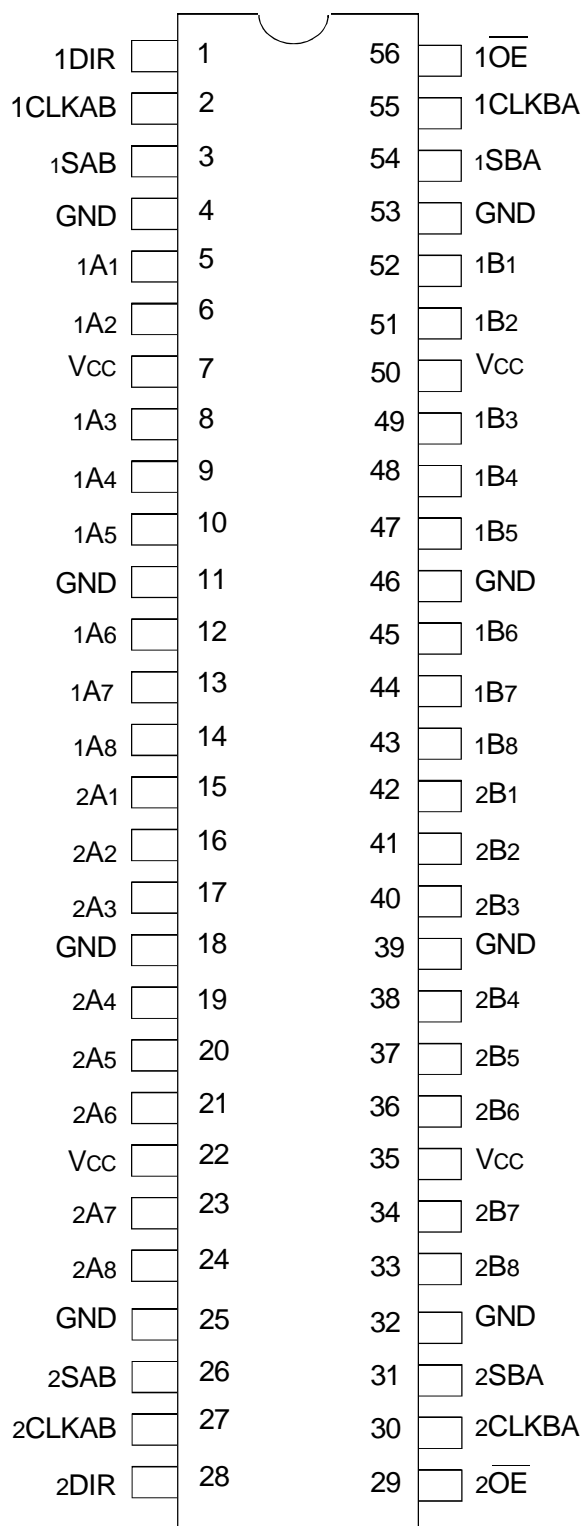 1DIR 1 56 1OE
1CLKAB 2 55 1CLKBA
1SAB 3 54 1SBA
GND 4 53 GND
1A1 5 52 1B1
1A2 6 51 1B2
VCC 7 50 VCC
1A3 8 49 1B3
1A4 9 48 1B4
1A5 10 47 1B5
GND 11 46 GND
1A6 12 45 1B6
1A7 13 44 1B7
1A8 14 43 1B8
2A1 15 42 2B1
2A2 16 41 2B2
2A3 17 40 2B3
GND 18 39 GND
2A4 19 38 2B4
2A5 20 37 2B5
2A6 21 36 2B6
VCC 22 35 VCC
2A7 23 34 2B7
2A8 24 33 2B8
GND 25 32 GND
2SAB 26 31 2SBA
2CLKAB 27 30 2CLKBA
2DIR 28 29 2OE